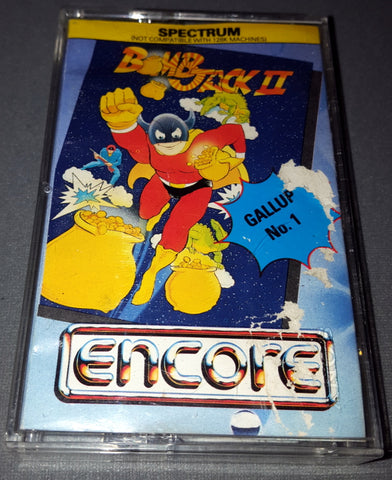 SPECTRUM
(NOT COMPATIBLE WITH 128K MACHINES)
BOMB JACK II
GALLUP
No. 1
encore